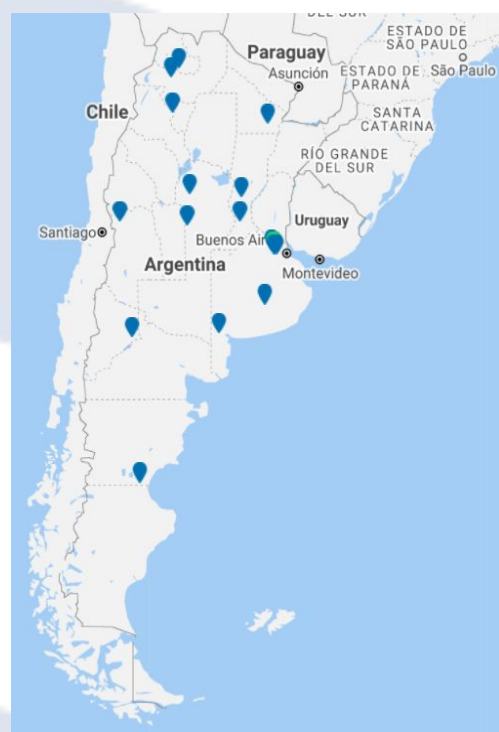 DEL SUR
Paraguay
Asunción
ESTADO DE
SÃO PAULO
São Paulo
ESTADO DE
PARANÁ
Chile
SANTA
CATARINA
RÍO GRANDE
DEL SUR
Uruguay
Santiago
Buenos Air
Montevideo
Argentina